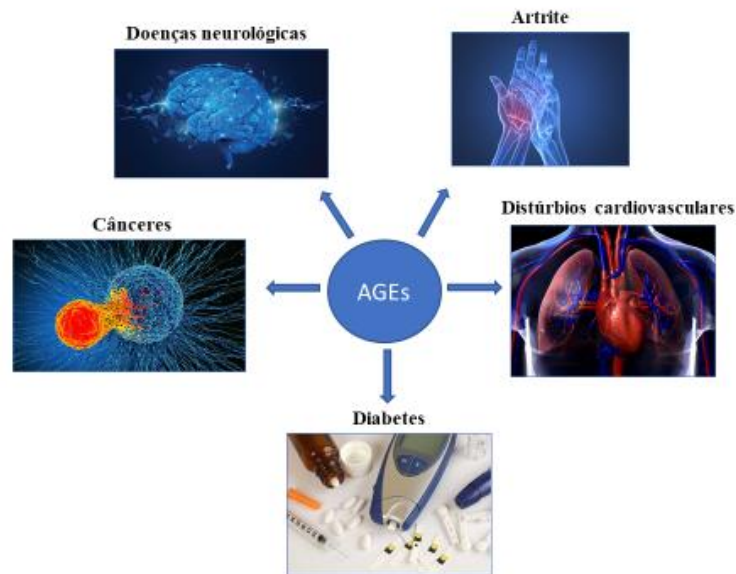 Doenças neurológicas
Artrite
Cânceres
Distúrbios cardiovasculares
AGEs
Diabetes